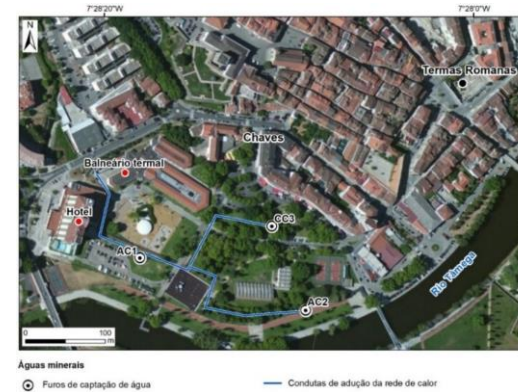 7°28'20"W
7°28'0"W
N
Termas Romanas
Chaves
Balneário termal
Hotel
CC3
AC1
AC2
Rio Tâmega
0 100
m
Águas minerais
Furos de captação de água
Condutas de adução da rede de calor